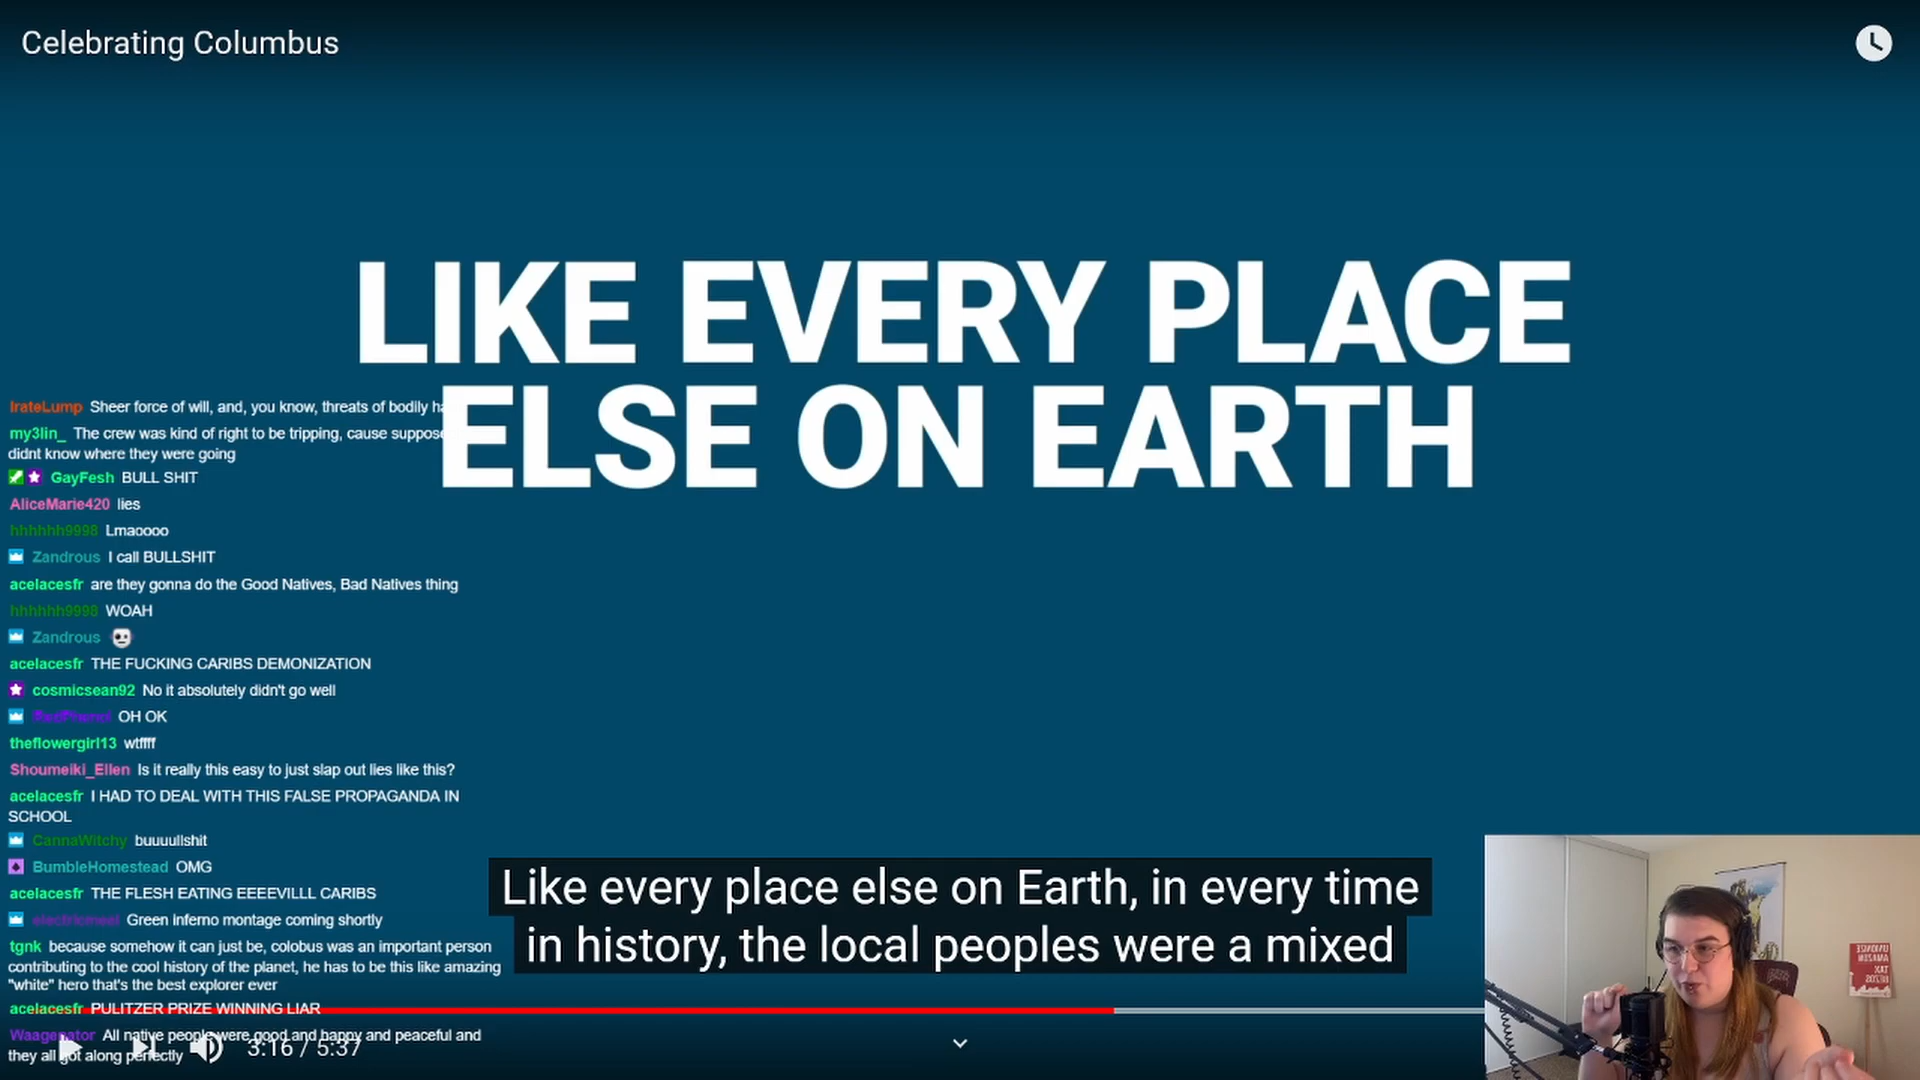 Celebrating Columbus
LIKE EVERY PLACE
ELSE ON EARTH
IrateLump Sheer force of will, and, you know, threats of bodily
my3lin_ The crew was kind of right to be tripping, cause
didnt know where they were going
GayFesh BULL SHIT
AliceMarie420 lies
hhhhhh9998 Lmaoooo
Zandrous I call BULLSHIT
acelacesfr are they gonna do the Good Natives, Bad Natives thing
hhhhhh9998 WOAH
Zandrous
acelacesfr THE FUCKING CARIBS DEMONIZATION
cosmicsean92 No it absolutely didn't go well
OH OK
theflowergirl13 wtffff
Shoumeiki_Ellen Is it really this easy to just slap out lies like this?
acelacesfr I HAD TO DEAL WITH THIS FALSE PROPAGANDA IN
SCHOOL
CannaWitchy buuuullshit
BumbleHomestead OMG
acelacesfr THE FLESH EATING EEEEVILLL CARIBS
Green inferno montage coming shortly
tgnk because somehow it can just be, colobus was an important person
contributing to the cool history of the planet, he has to be this like amazing
"white" hero that's the best explorer ever
acelacesfr PULITZER PRIZE WINNING LIAR
Waagenator All native people were good and happy and peaceful and
they all got along perfectly
3:16 / 5:37
Like every place else on Earth, in every time
in history, the local peoples were a mixed
UNIONIZE
AMAZON
TAX
BEZOS